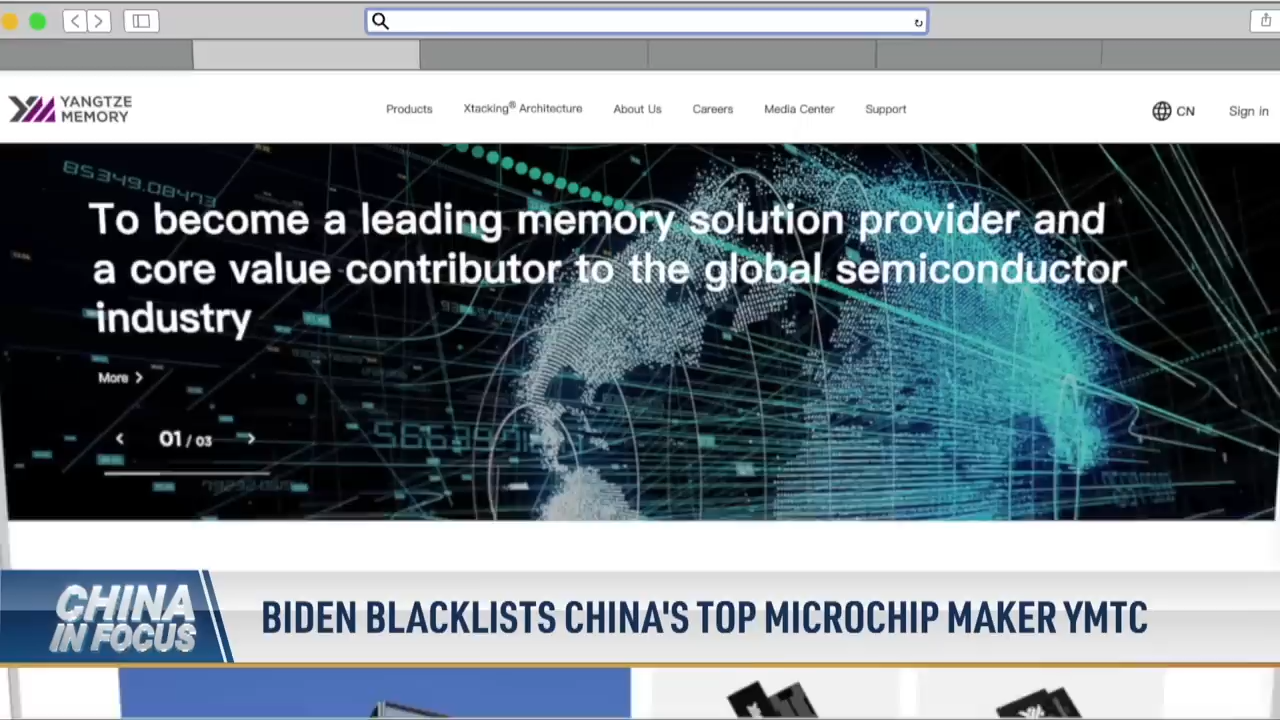 YANGTZE
MEMORY
Products
Xtacking® Architecture
About Us
Careers
Media Center
Support
CN
Sign in
85349.08473
To become a leading memory solution provider and
a core value contributor to the global semiconductor
industry
More
01 / 03
CHINA
IN FOCUS
BIDEN BLACKLISTS CHINA'S TOP MICROCHIP MAKER YMTC